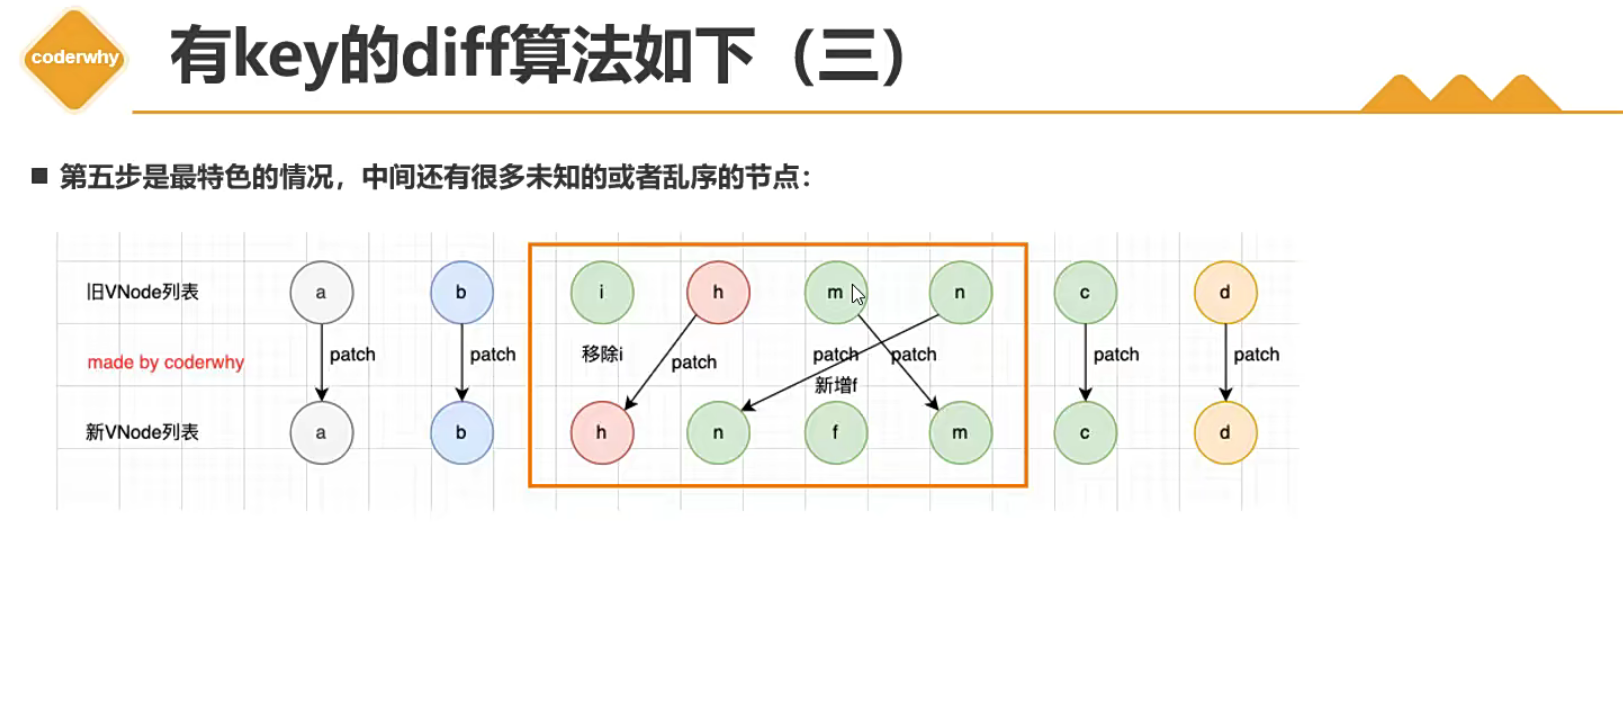 coderwhy
有key的diff算法如下（三）
第五步是最特色的情况，中间还有很多未知的或者乱序的节点：
旧VNode列表 a b i h m n c d
patch patch 移除i patch patch patch patch patch
made by coderwhy
新增f
新VNode列表 a b h n f m c d